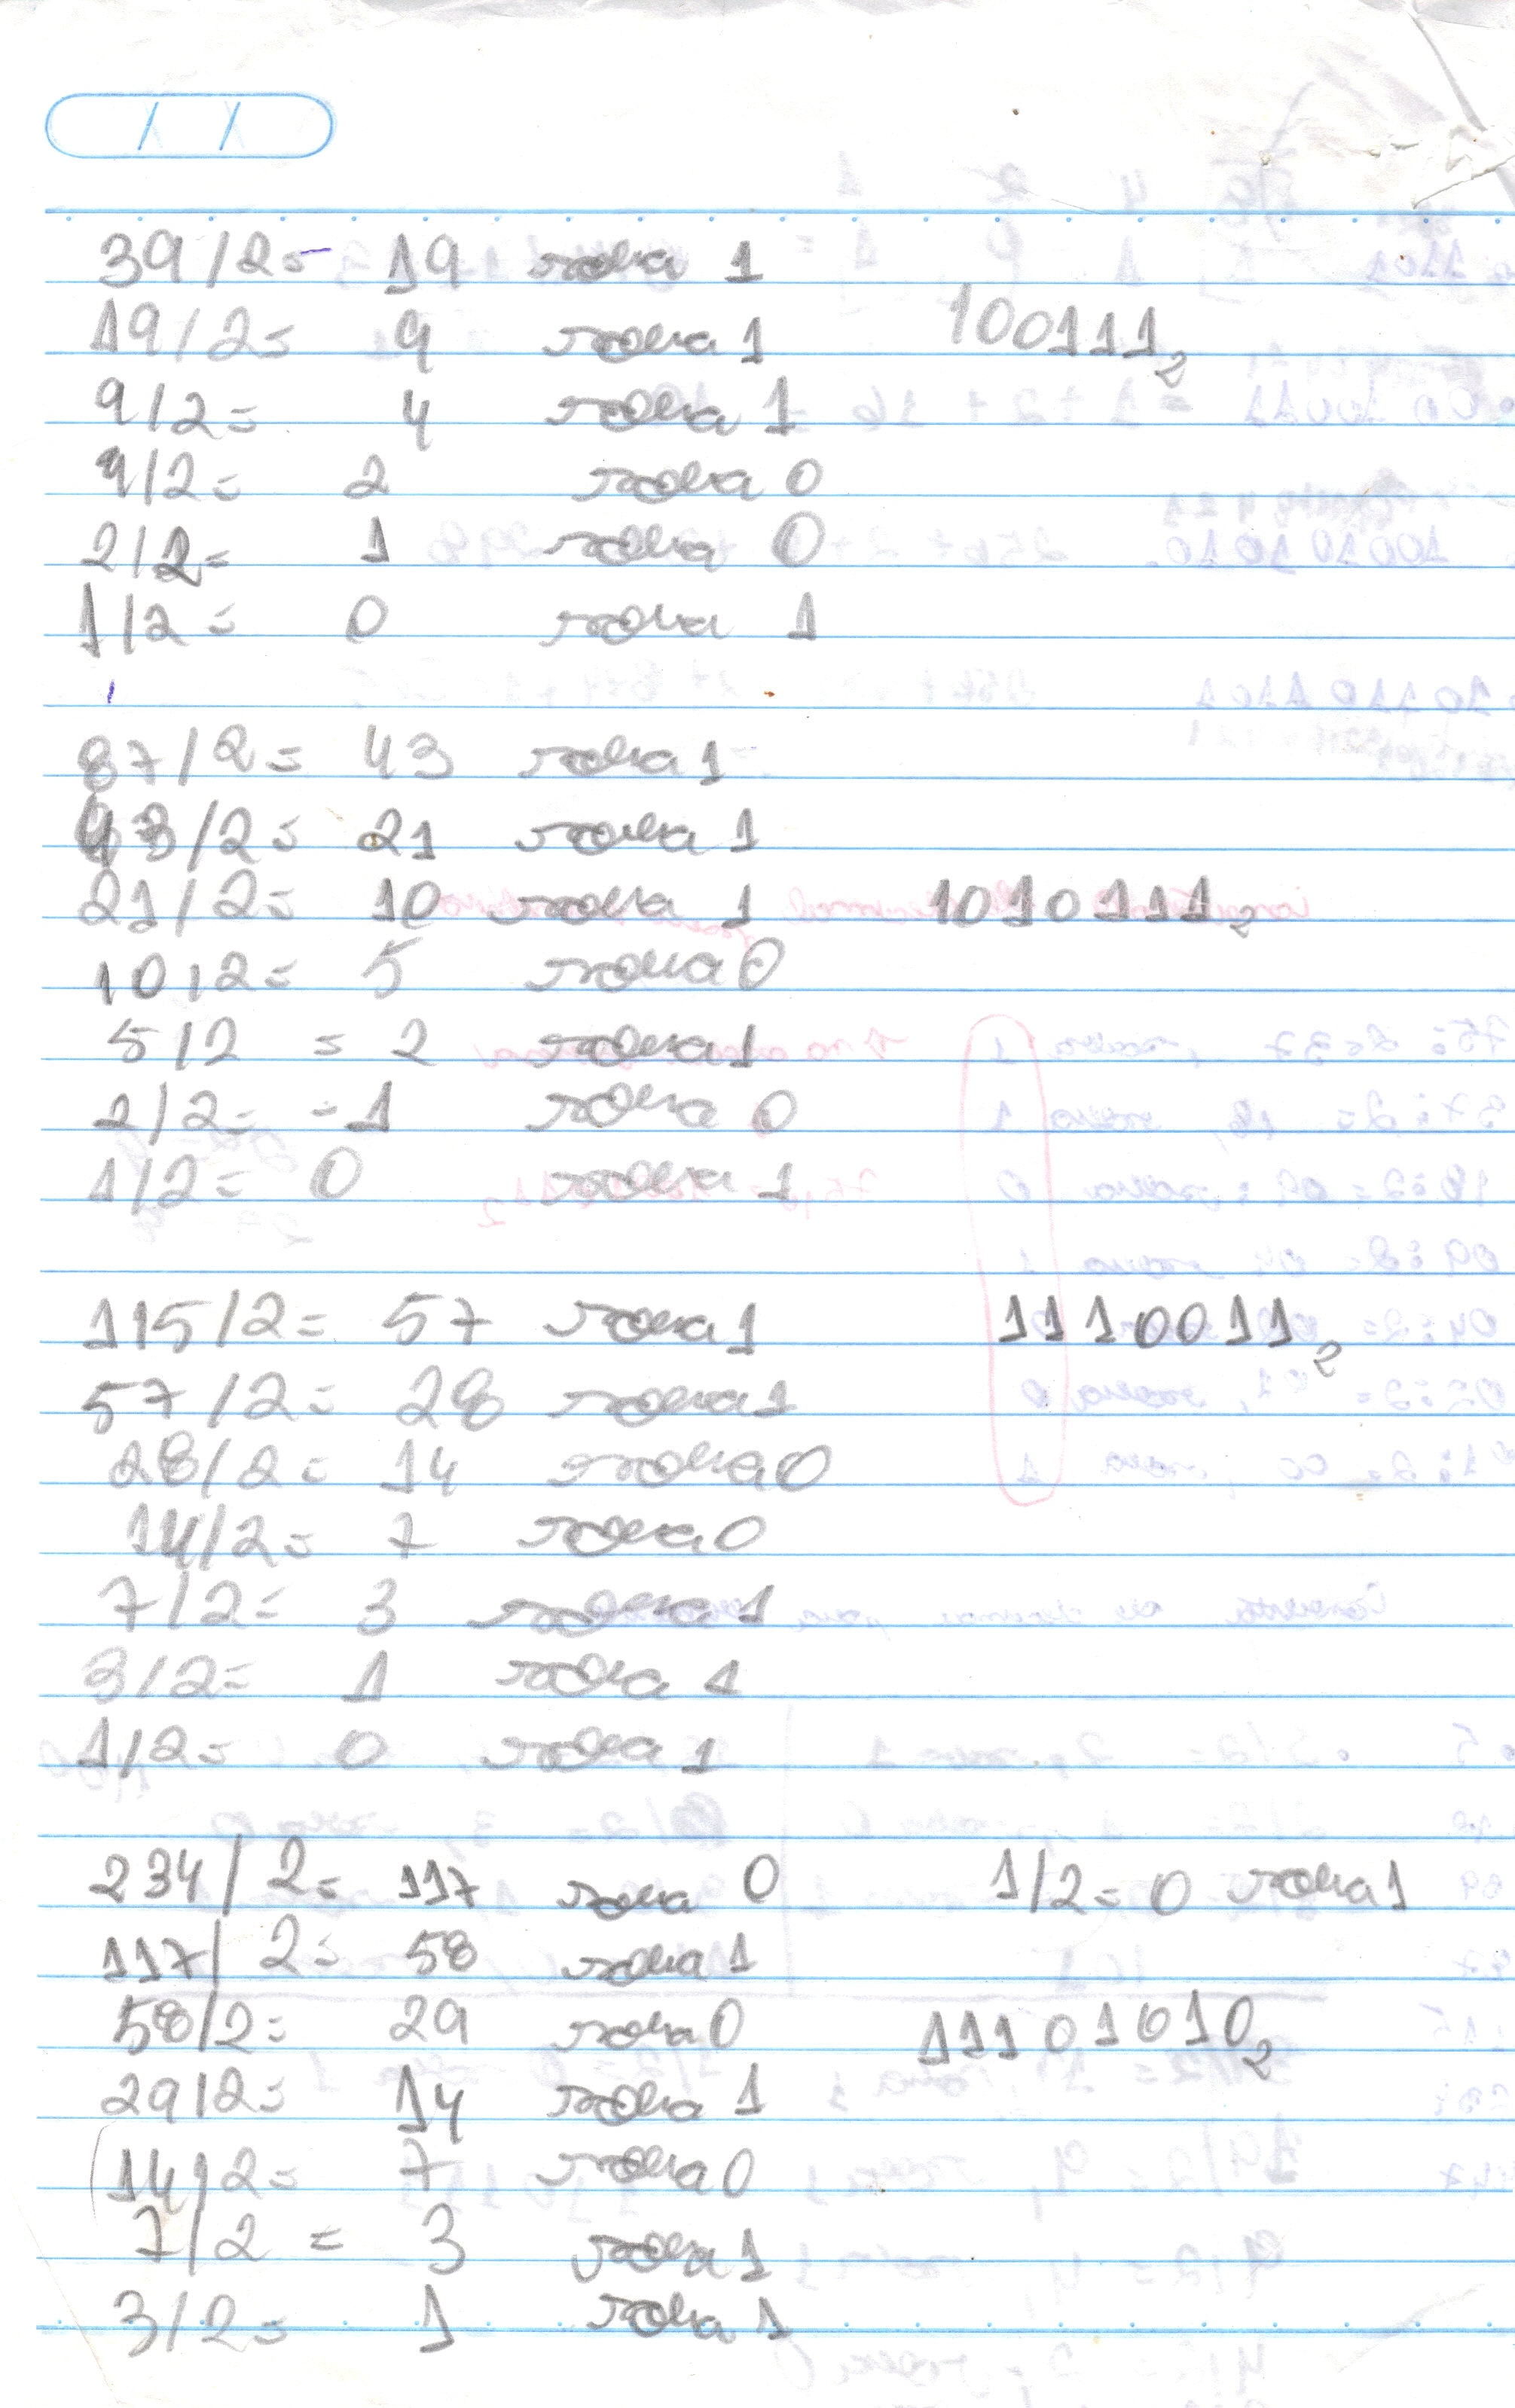 39/2= 19 sobra 1
19/2= 9 sobra 1 100111₂
9/2= 4 sobra 1
4/2= 2 sobra 0
2/2= 1 sobra 0
1/2= 0 sobra 1
87/2= 43 sobra 1
43/2= 21 sobra 1
21/2= 10 sobra 1 1010111₂
10/2= 5 sobra 0
5/2 = 2 sobra 1
2/2= -1 sobra 0
1/2= 0 sobra 1
115/2= 57 sobra 1 1110011₂
57/2= 28 sobra 1
28/2= 14 sobra 0
14/2= 7 sobra 0
7/2= 3 sobra 1
3/2= 1 sobra 1
1/2= 0 sobra 1
234/2= 117 sobra 0 1/2= 0 sobra 1
117/2= 58 sobra 1
58/2= 29 sobra 0 11101010₂
29/2= 14 sobra 1
14/2= 7 sobra 0
7/2 = 3 sobra 1
3/2= 1 sobra 1